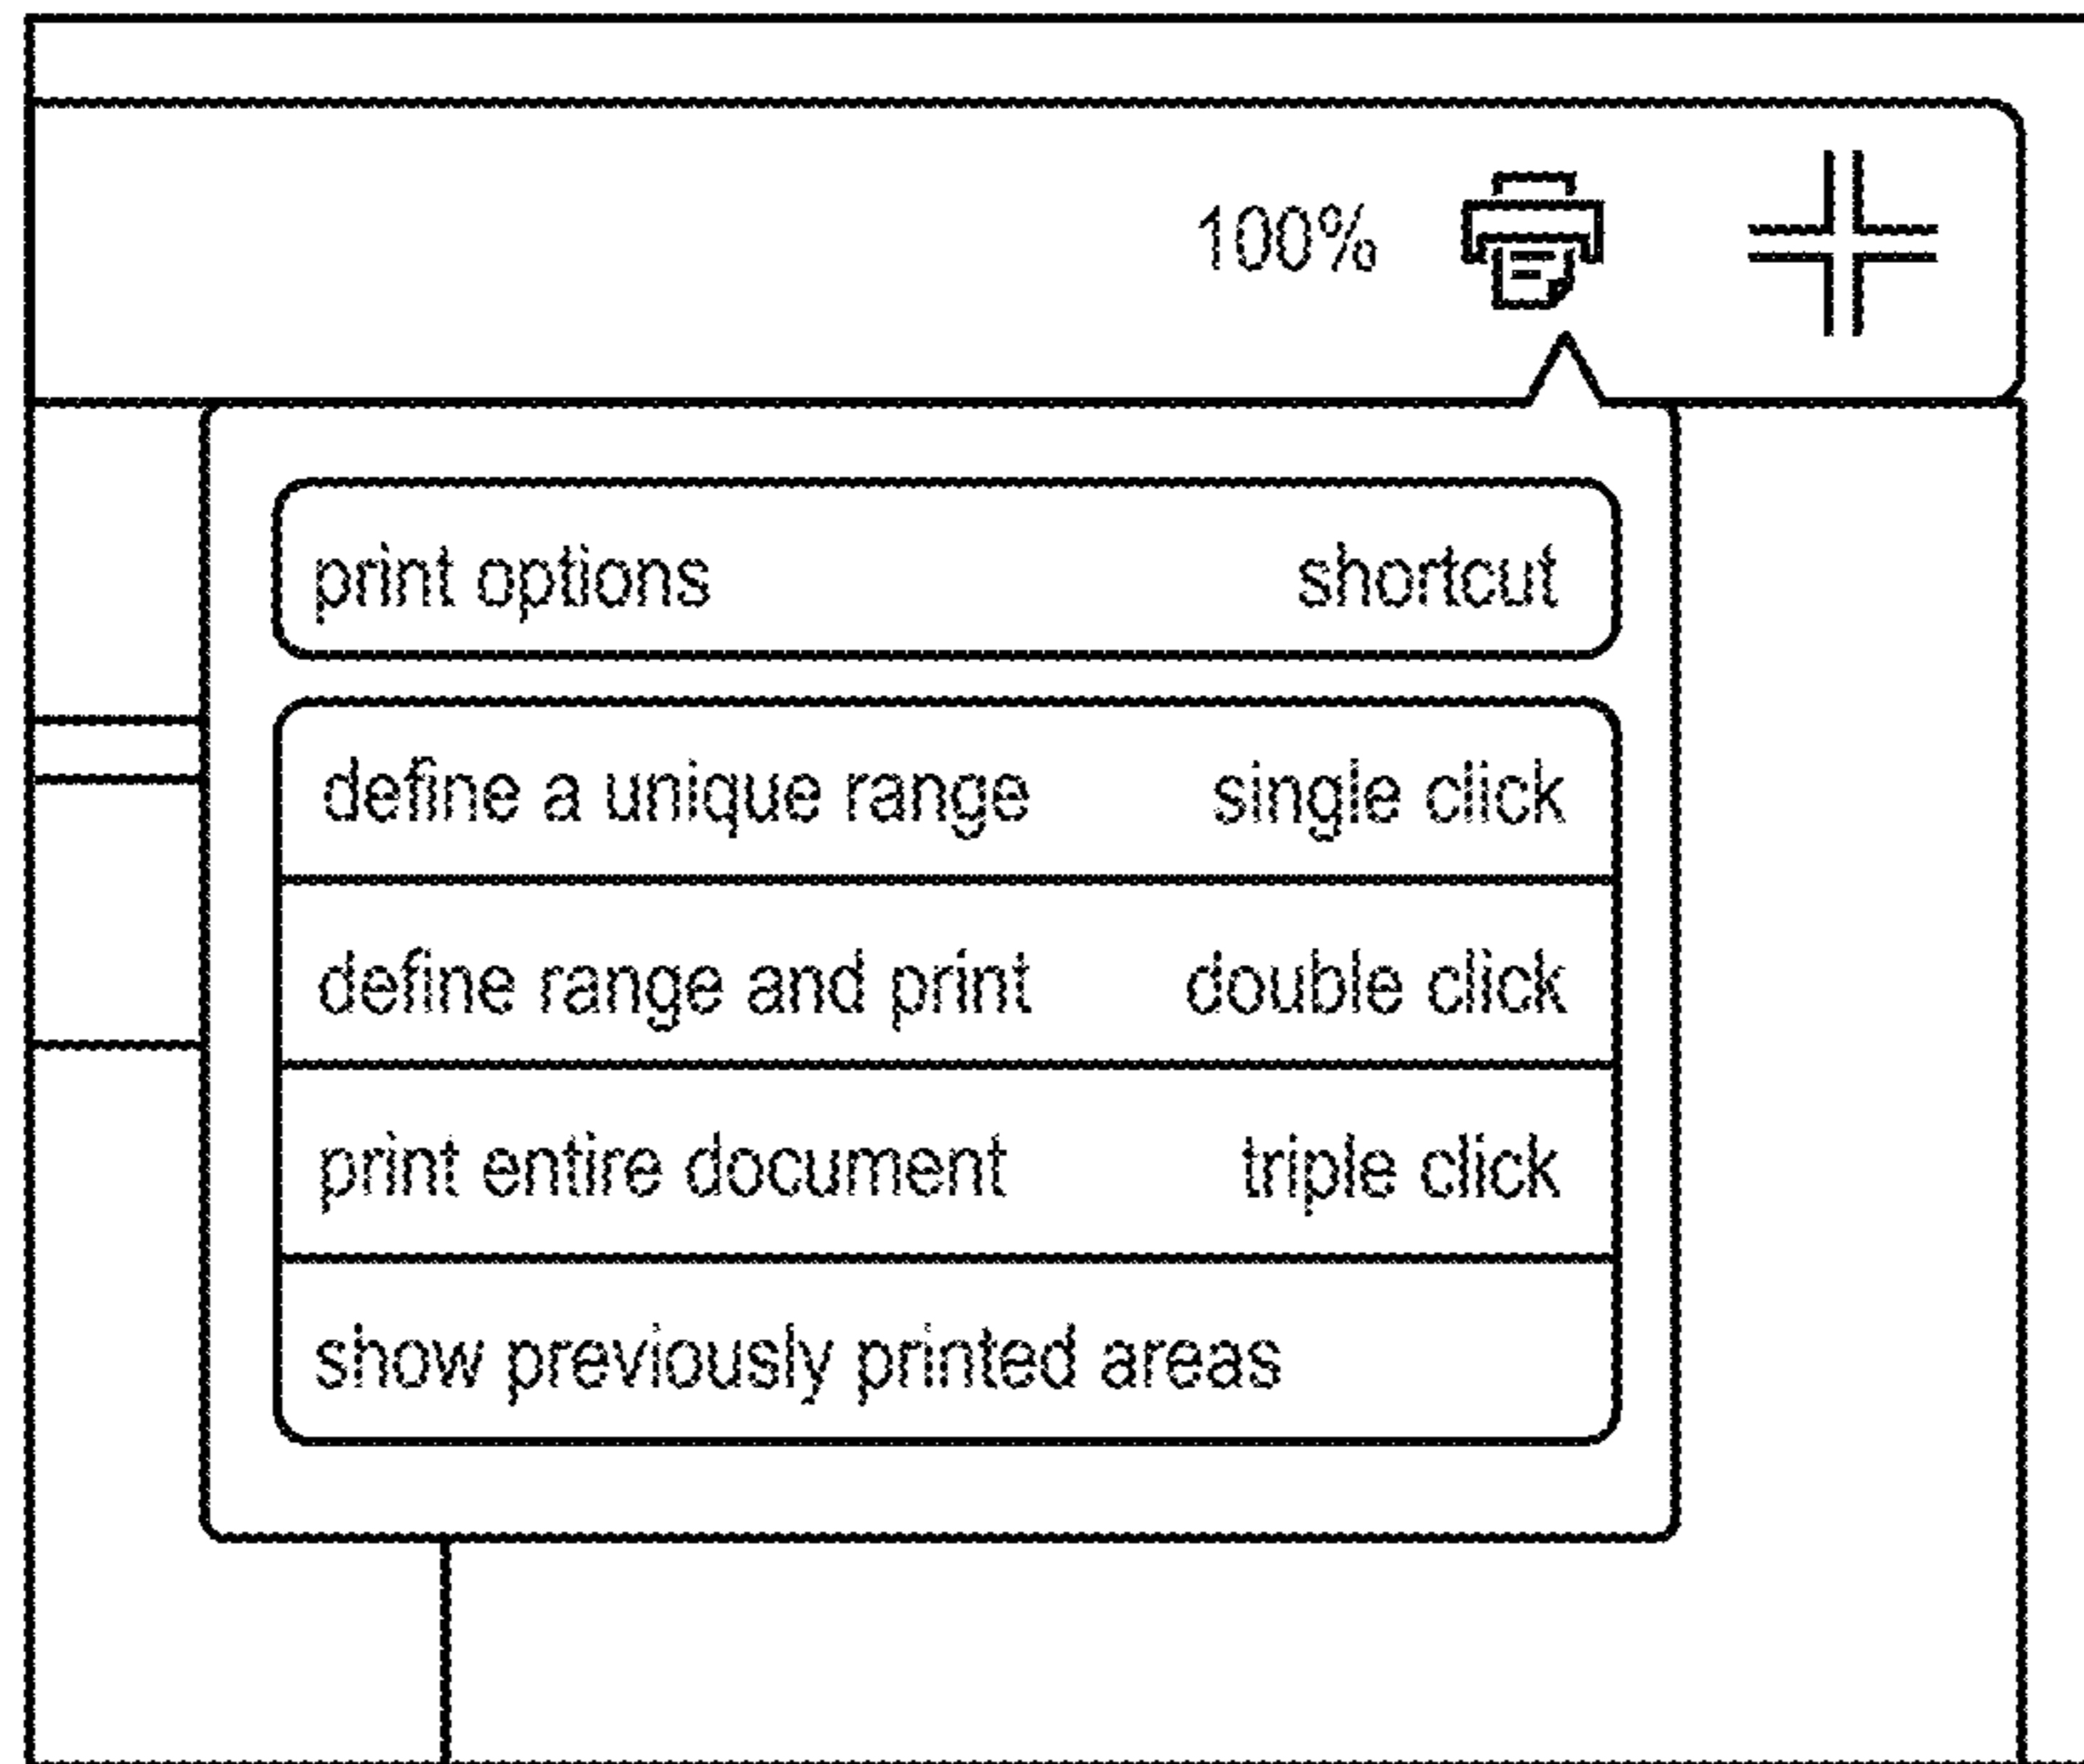 100%
print options shortcut
define a unique range single click
define range and print double click
print entire document triple click
show previously printed areas